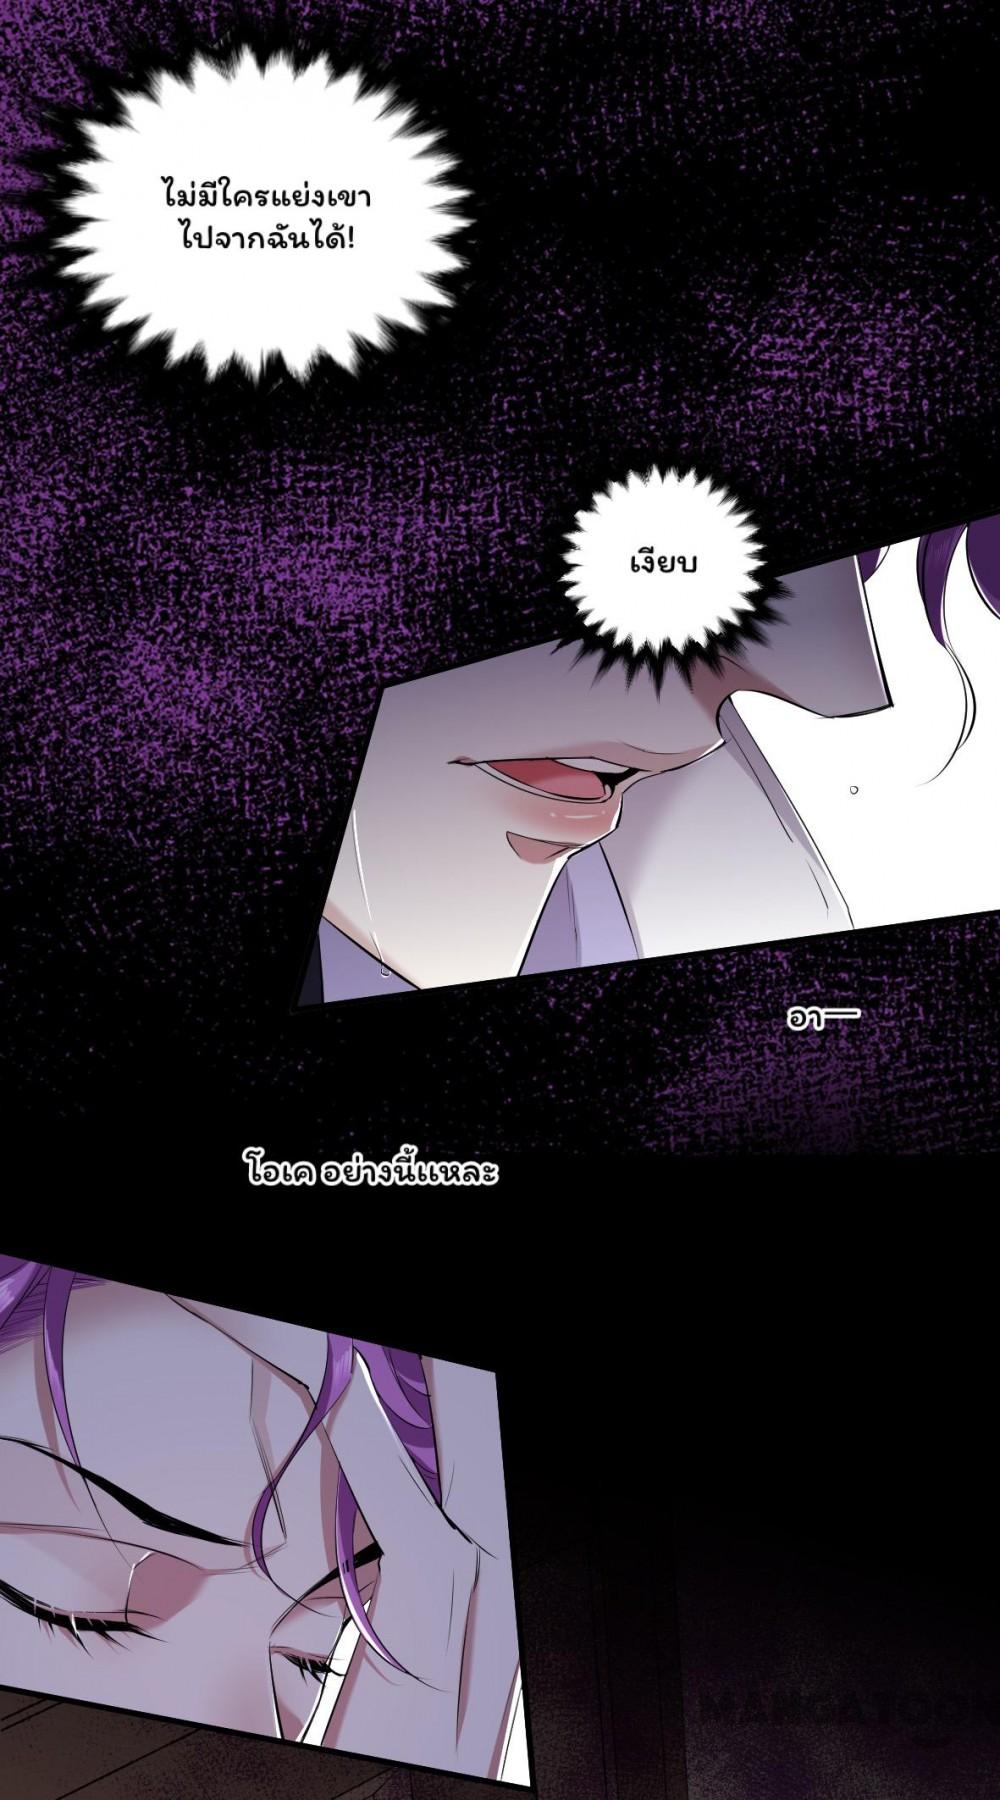 ไม่มีใครแย่งเขา
ไปจากฉันได้!
เงียบ
อา—
โอเค อย่างนี้แหละ
MANGATOON